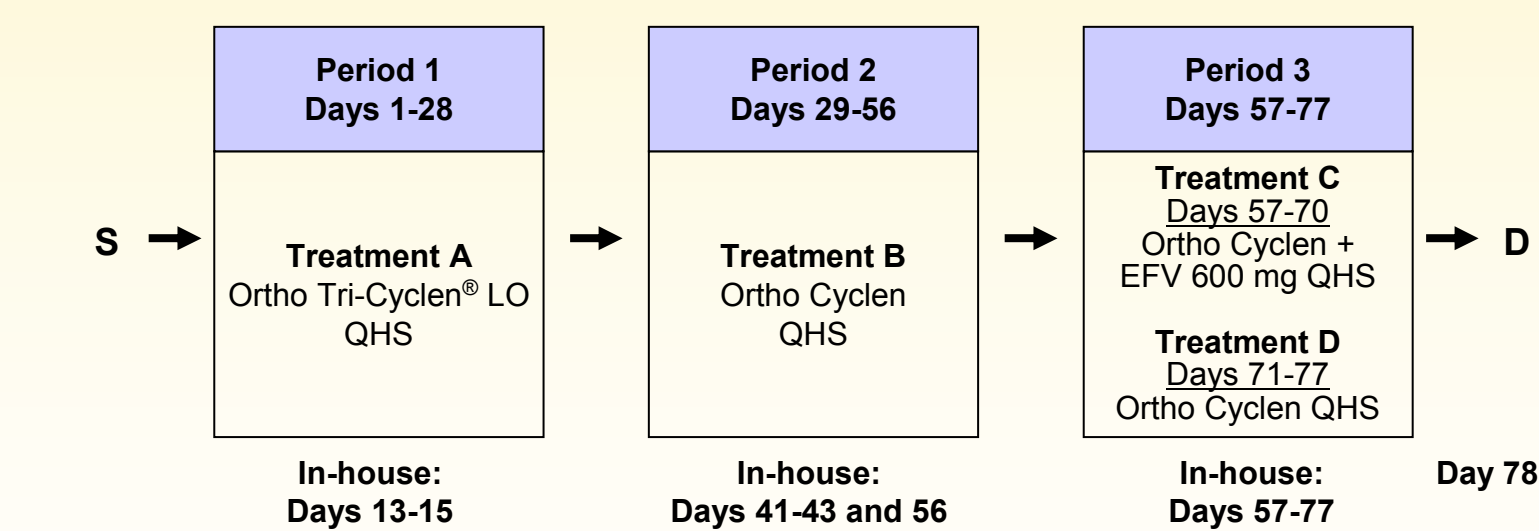 S
Period 1
Days 1-28
Treatment A
Ortho Tri-Cyclen® LO
QHS
In-house:
Days 13-15
Period 2
Days 29-56
Treatment B
Ortho Cyclen
QHS
In-house:
Days 41-43 and 56
Period 3
Days 57-77
Treatment C
Days 57-70
Ortho Cyclen +
EFV 600 mg QHS
Treatment D
Days 71-77
Ortho Cyclen QHS
In-house:
Days 57-77
D
Day 78